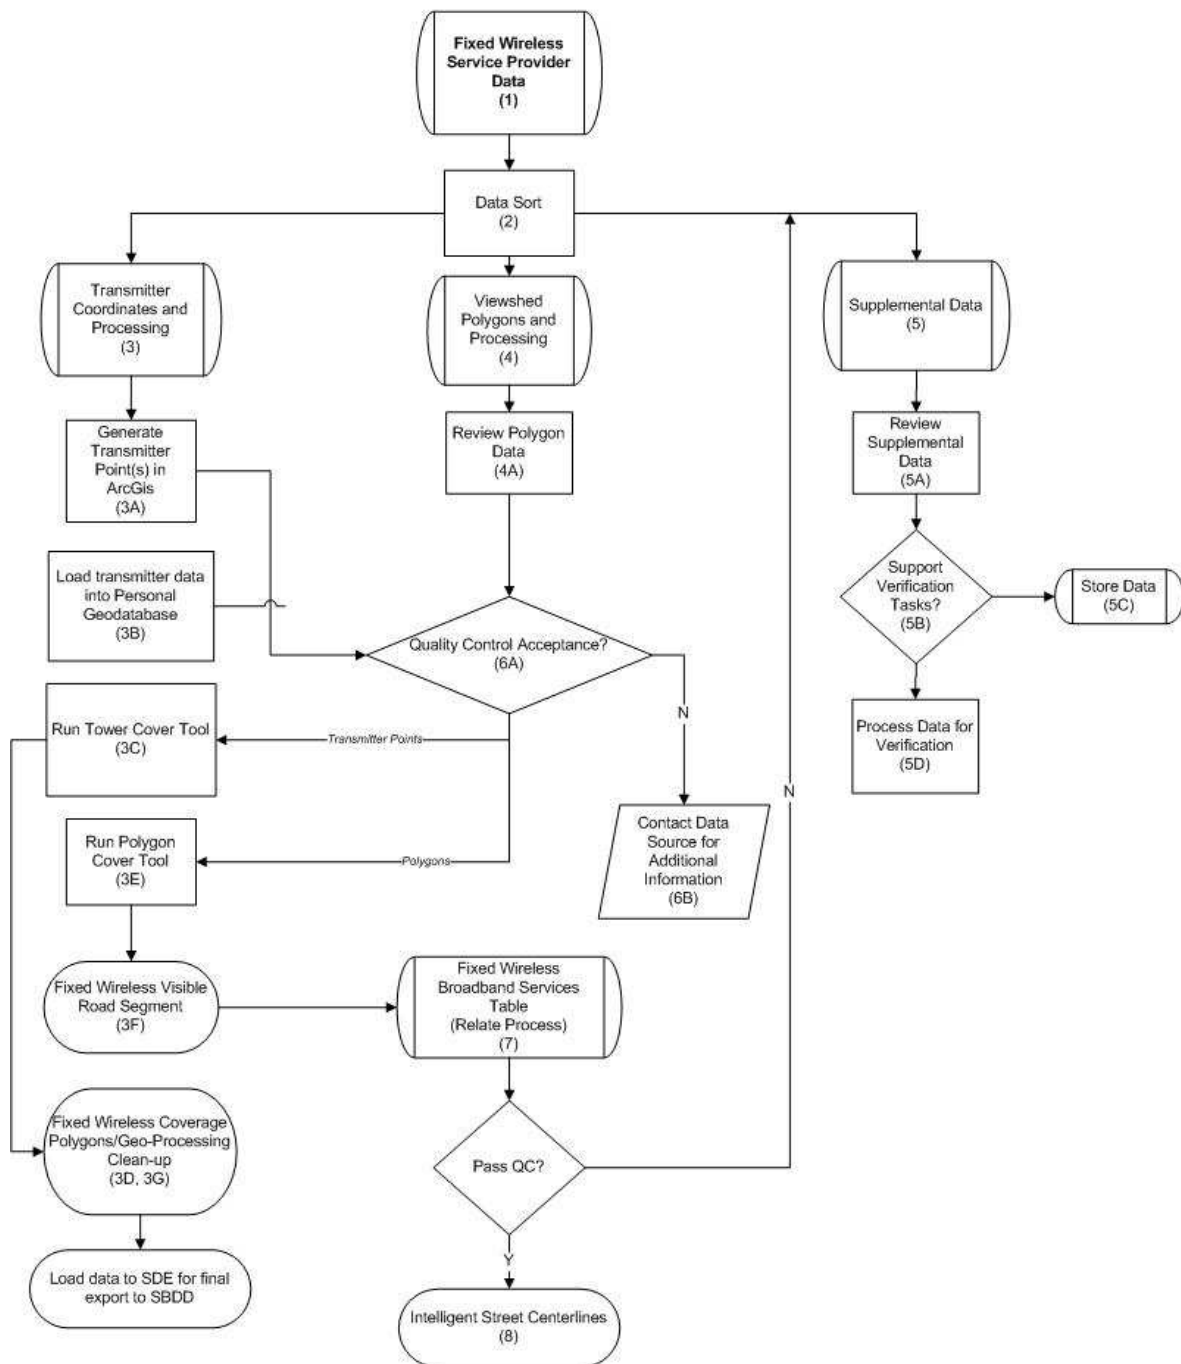 Fixed Wireless
Service Provider
Data
(1)
Data Sort
(2)
Transmitter
Coordinates and
Processing
(3)
Viewshed
Polygons and
Processing
(4)
Supplemental Data
(5)
Generate
Transmitter
Point(s) in
ArcGis
(3A)
Review Polygon
Data
(4A)
Review
Supplemental
Data
(5A)
Load transmitter data
into Personal
Geodatabase
(3B)
Support
Verification
Tasks?
(5B)
Store Data
(5C)
Quality Control Acceptance?
(6A)
N
Run Tower Cover Tool
(3C)
Transmitter Points
Process Data for
Verification
(5D)
N
Run Polygon
Cover Tool
(3E)
Polygons
Contact Data
Source for
Additional
Information
(6B)
Fixed Wireless Visible
Road Segment
(3F)
Fixed Wireless
Broadband Services
Table
(Relate Process)
(7)
Fixed Wireless Coverage
Polygons/Geo-Processing
Clean-up
(3D, 3G)
Pass QC?
Y
Load data to SDE for final
export to SBDD
Intelligent Street Centerlines
(8)